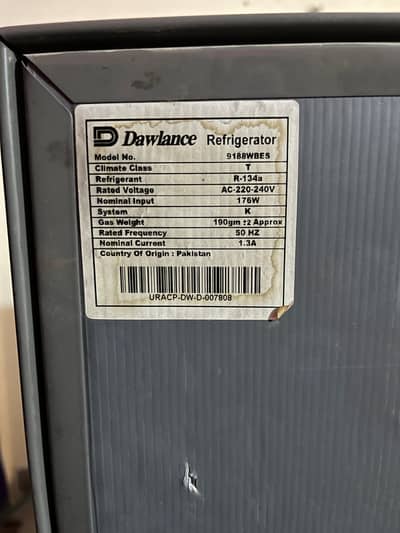 Dawlance Refrigerator
Model No. 9188WBES
Climate Class T
Refrigerant R-134a
Rated Voltage AC-220-240V
Nominal Input 176W
System K
Gas Weight 190gm ±2 Approx
Rated Frequency 50 HZ
Nominal Current 1.3A
Country Of Origin : Pakistan
URACP-DW-D-007808